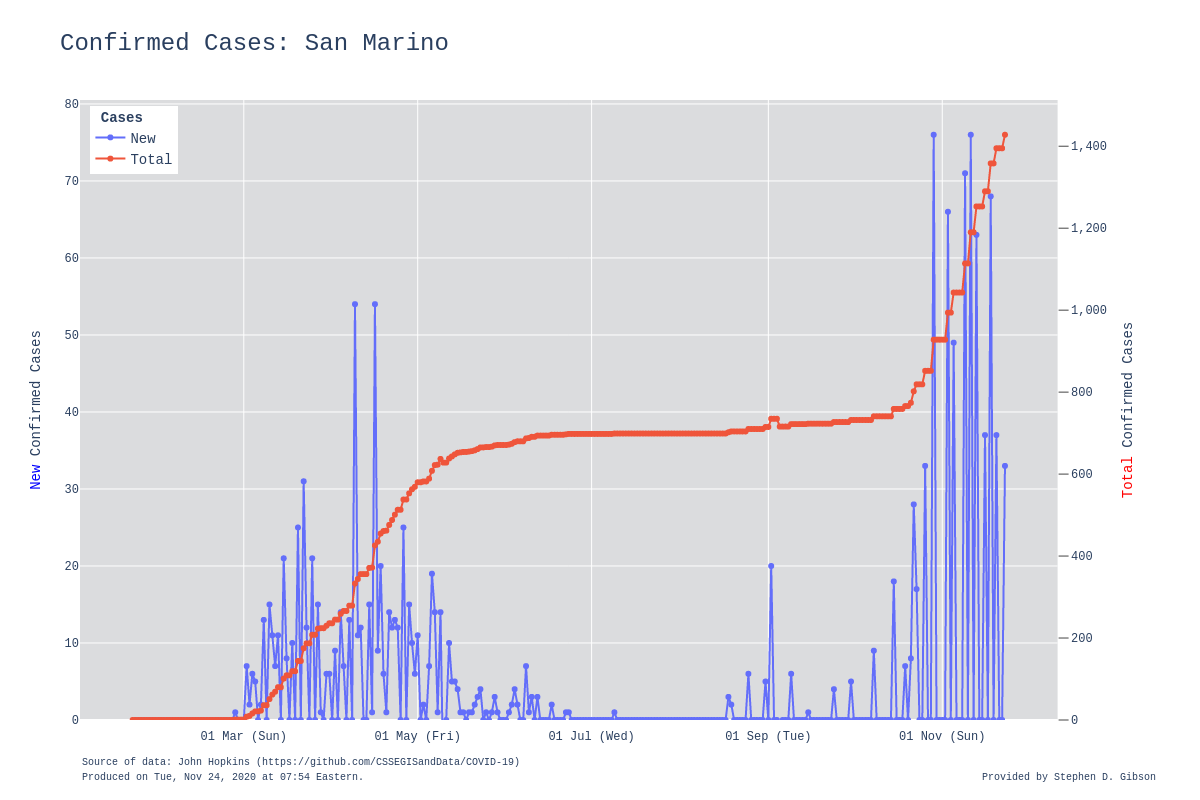 Confirmed Cases: San Marino
Cases
New
Total
80
70
60
50
40
30
20
10
0
New Confirmed Cases
1,400
1,200
1,000
800
600
400
200
0
Total Confirmed Cases
01 Mar (Sun)
01 May (Fri)
01 Jul (Wed)
01 Sep (Tue)
01 Nov (Sun)
Source of data: John Hopkins (https://github.com/CSSEGISandData/COVID-19)
Produced on Tue, Nov 24, 2020 at 07:54 Eastern.
Provided by Stephen D. Gibson